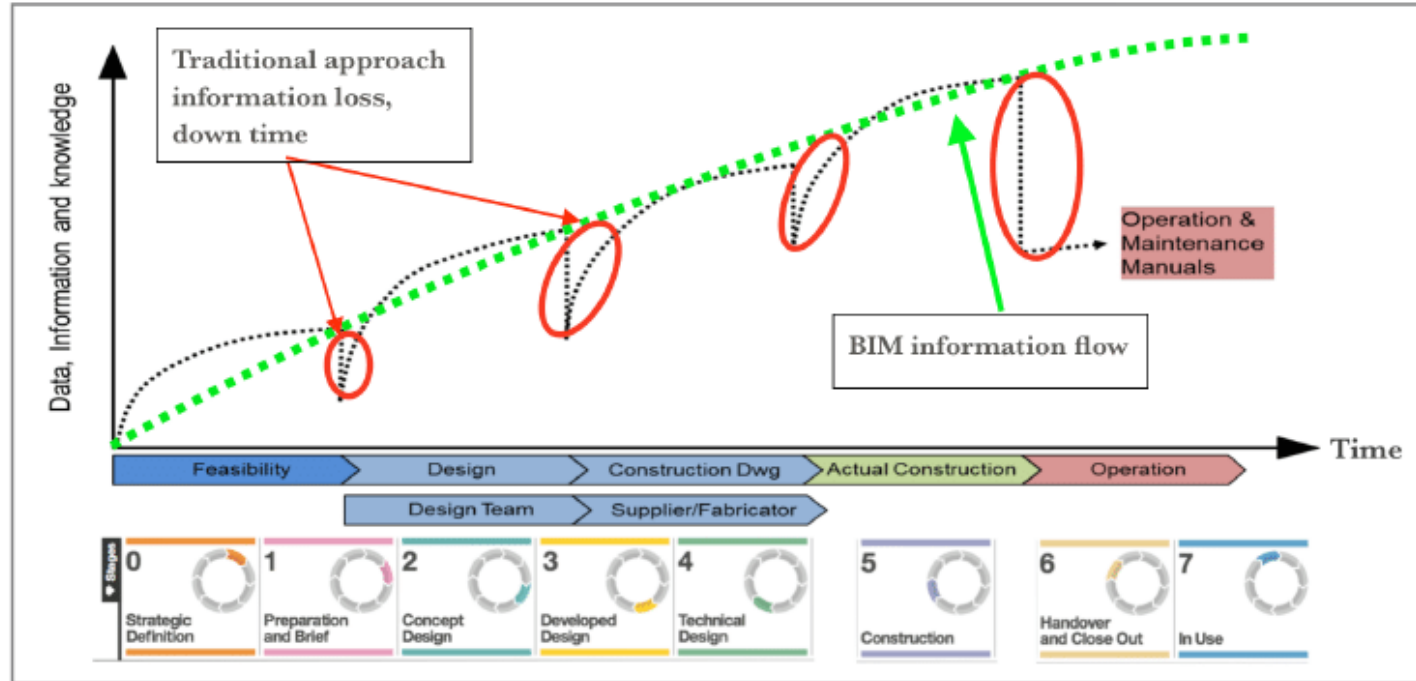 Traditional approach
information loss,
down time
Data, Information and knowledge
Operation &
Maintenance
Manuals
BIM information flow
Time
Feasibility
Design
Construction Dwg
Actual Construction
Operation
Design Team
Supplier/Fabricator
Stages
0
Strategic
Definition
1
Preparation
and Brief
2
Concept
Design
3
Developed
Design
4
Technical
Design
5
Construction
6
Handover
and Close Out
7
In Use